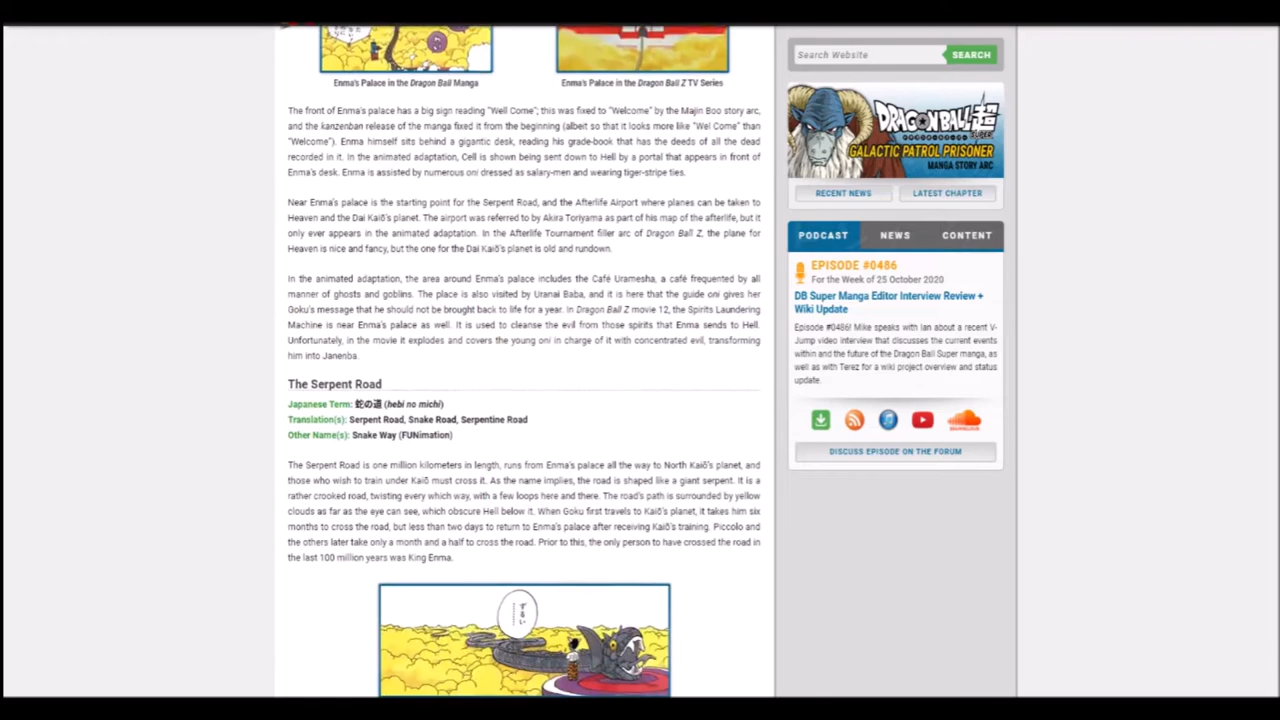 Enma's Palace in the Dragon Ball Manga
Enma's Palace in the Dragon Ball Z TV Series
The front of Enma's palace has a big sign reading "Well Come"; this was fixed to "Welcome" by the Majin Boo story arc,
and the kanzenban release of the manga fixed it from the beginning (albeit so that it looks more like "Wel Come" than
"Welcome"). Enma himself sits behind a gigantic desk, reading his grade-book that has the deeds of all the dead
recorded in it. In the animated adaptation, Cell is shown being sent down to Hell by a portal that appears in front of
Enma's desk. Enma is assisted by numerous oni dressed as salary-men and wearing tiger-stripe ties.
Near Enma's palace is the starting point for the Serpent Road, and the Afterlife Airport where planes can be taken to
Heaven and the Dai Kaiō's planet. The airport was referred to by Akira Toriyama as part of his map of the afterlife, but it
only ever appears in the animated adaptation. In the Afterlife Tournament filler arc of Dragon Ball Z, the plane for
Heaven is nice and fancy, but the one for the Dai Kaiō's planet is old and rundown.
In the animated adaptation, the area around Enma's palace includes the Café Uramesha, a café frequented by all
manner of ghosts and goblins. The place is also visited by Uranai Baba, and it is here that the guide oni gives her
Goku's message that he should not be brought back to life for a year. In Dragon Ball Z movie 12, the Spirits Laundering
Machine is near Enma's palace as well. It is used to cleanse the evil from those spirits that Enma sends to Hell.
Unfortunately, in the movie it explodes and covers the young oni in charge of it with concentrated evil, transforming
him into Janenba.
The Serpent Road
Japanese Term: 蛇の道 (hebi no michi)
Translation(s): Serpent Road, Snake Road, Serpentine Road
Other Name(s): Snake Way (FUNimation)
The Serpent Road is one million kilometers in length, runs from Enma's palace all the way to North Kaiō's planet, and
those who wish to train under Kaiō must cross it. As the name implies, the road is shaped like a giant serpent. It is a
rather crooked road, twisting every which way, with a few loops here and there. The road's path is surrounded by yellow
clouds as far as the eye can see, which obscure Hell below it. When Goku first travels to Kaiō's planet, it takes him six
months to cross the road, but less than two days to return to Enma's palace after receiving Kaiō's training. Piccolo and
the others later take only a month and a half to cross the road. Prior to this, the only person to have crossed the road in
the last 100 million years was King Enma.
ずるい
Search Website
SEARCH
DRAGON BALL 超
SUPER
GALACTIC PATROL PRISONER
MANGA STORY ARC
RECENT NEWS
LATEST CHAPTER
PODCAST
NEWS
CONTENT
EPISODE #0486
For the Week of 25 October 2020
DB Super Manga Editor Interview Review +
Wiki Update
Episode #0486! Mike speaks with Ian about a recent V-
Jump video interview that discusses the current events
within and the future of the Dragon Ball Super manga, as
well as with Terez for a wiki project overview and status
update.
DISCUSS EPISODE ON THE FORUM